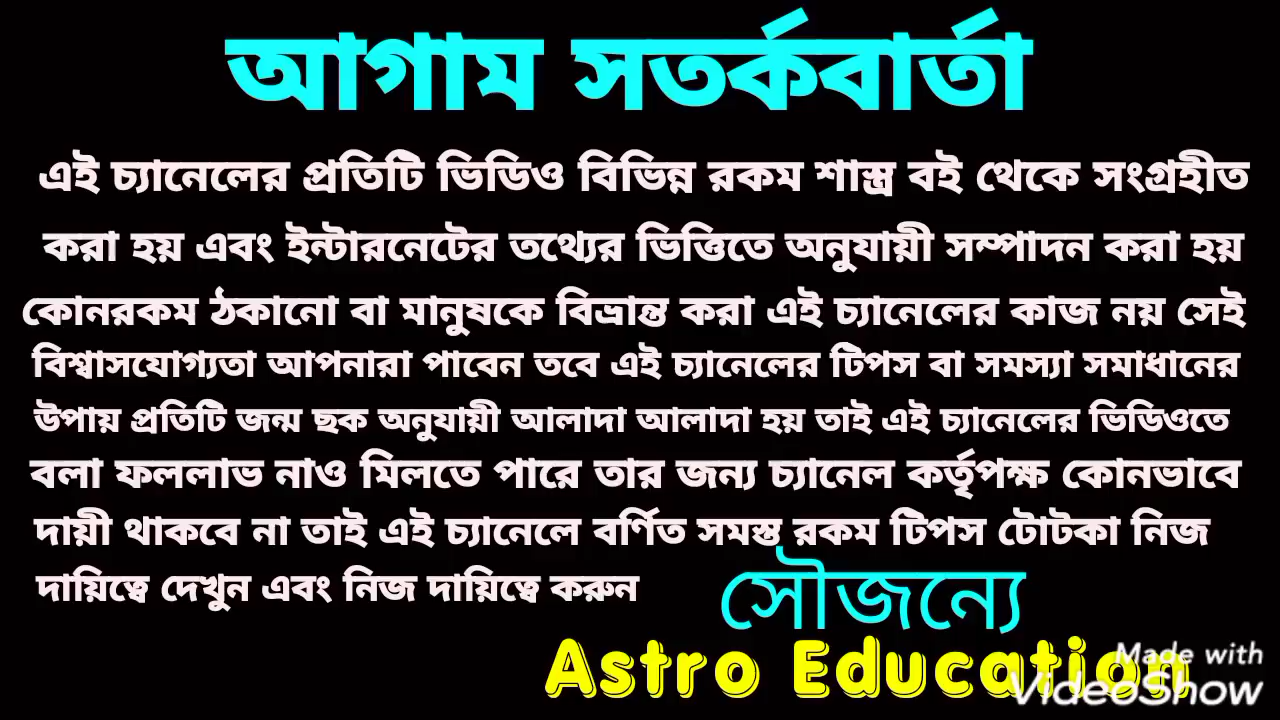 আগাম সতর্কবার্তা
এই চ্যানেলের প্রতিটি ভিডিও বিভিন্ন রকম শাস্ত্র বই থেকে সংগ্রহীত
করা হয় এবং ইন্টারনেটের তথ্যের ভিত্তিতে অনুযায়ী সম্পাদন করা হয়
কোনরকম ঠকানো বা মানুষকে বিভ্রান্ত করা এই চ্যানেলের কাজ নয় সেই
বিশ্বাসযোগ্যতা আপনারা পাবেন তবে এই চ্যানেলের টিপস বা সমস্যা সমাধানের
উপায় প্রতিটি জন্ম ছক অনুযায়ী আলাদা আলাদা হয় তাই এই চ্যানেলের ভিডিওতে
বলা ফললাভ নাও মিলতে পারে তার জন্য চ্যানেল কর্তৃপক্ষ কোনভাবে
দায়ী থাকবে না তাই এই চ্যানেলে বর্ণিত সমস্ত রকম টিপস টোটকা নিজ
দায়িত্বে দেখুন এবং নিজ দায়িত্বে করুন
সৌজন্যে
Astro Education
Made with
VideoShow